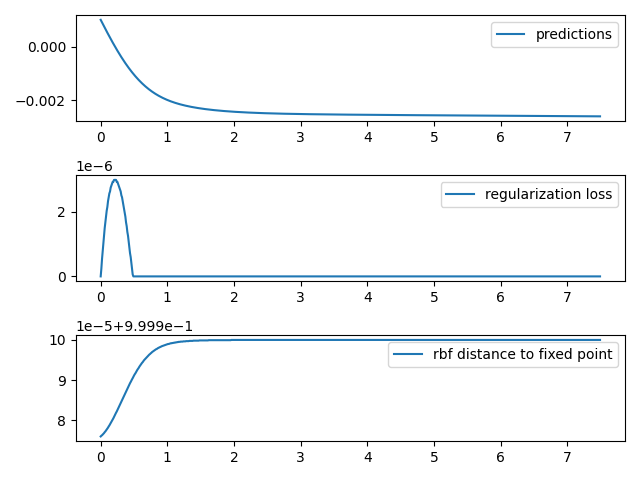 0.000
−0.002
predictions
0 1 2 3 4 5 6 7
1e−6
2
0
regularization loss
0 1 2 3 4 5 6 7
1e−5+9.999e−1
10
9
8
rbf distance to fixed point
0 1 2 3 4 5 6 7